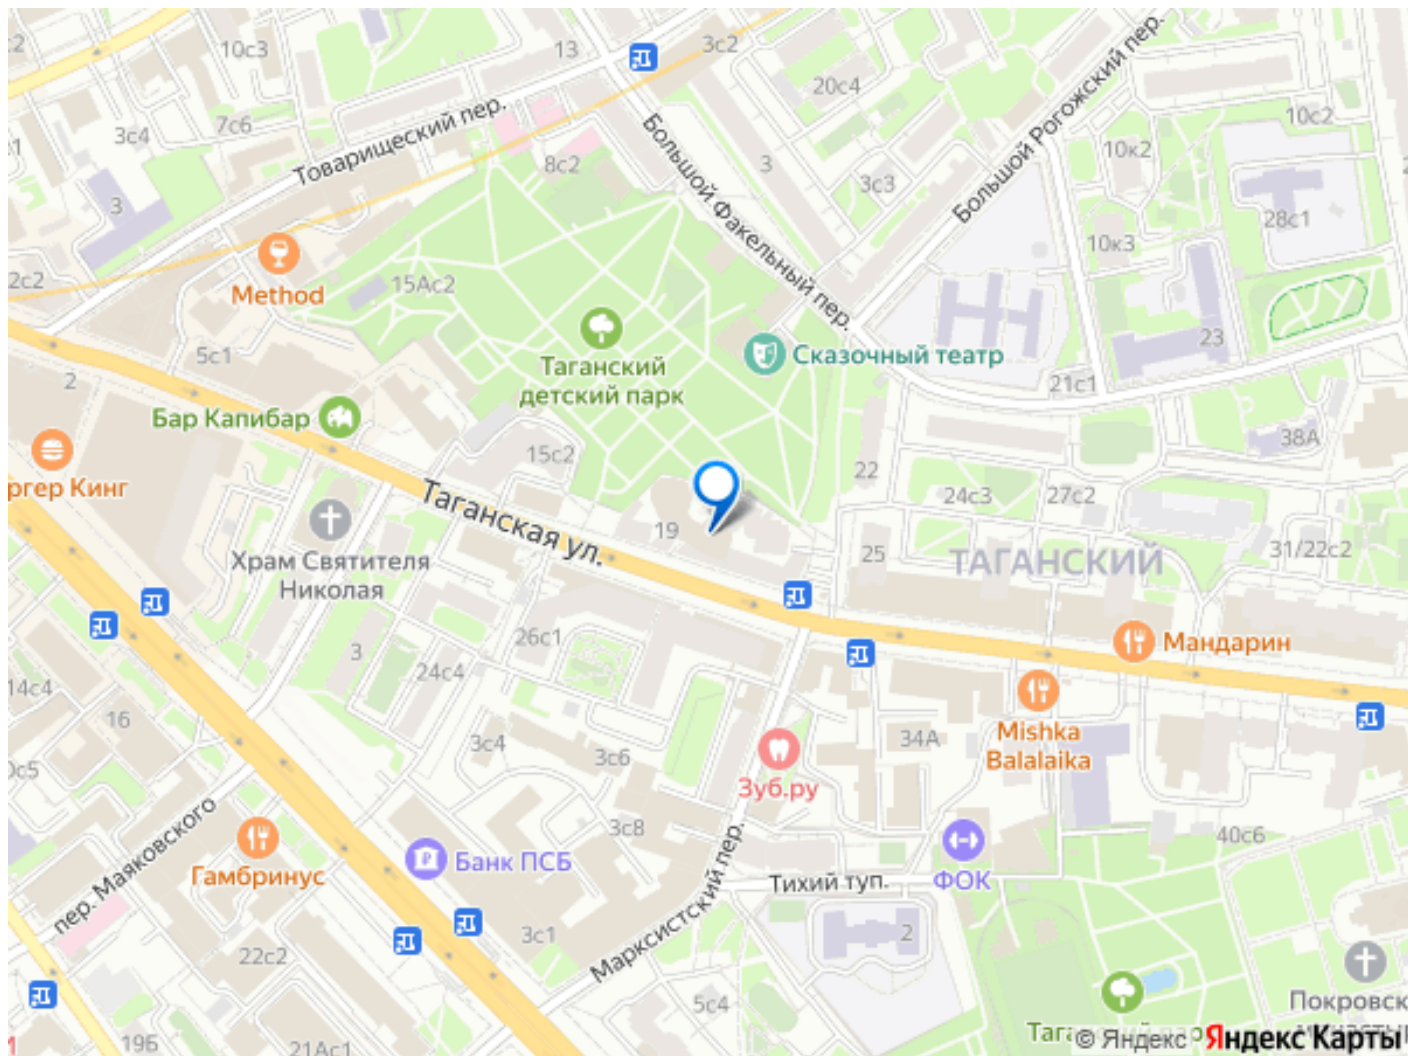 2
10с3
13
3с2
20с4
Большой Рогожский пер.
10с2
3с4
7с6
Товарищеский пер.
8с2
Большой Факельный пер.
3
3с3
10к2
28с1
3
10к3
2с2
Method
15Ас2
5с1
Таганский
детский парк
Сказочный театр
23
21с1
2
Бар Капибар
38А
ргер Кинг
15с2
22
24с3
27с2
Таганская ул.
19
25
ТАГАНСКИЙ
31/22с2
Храм Святителя
Николая
26с1
3
24с4
Мандарин
14с4
16
3с4
3с6
34А
Mishka
Balalaika
Зуб.ру
3с8
40с6
пер. Маяковского
Гамбринус
Банк ПСБ
Марксистский пер.
Тихий туп.
ФОК
22с2
3с1
2
5с4
Покровск
19Б
21Ас1
© Яндекс Яндекс Карты